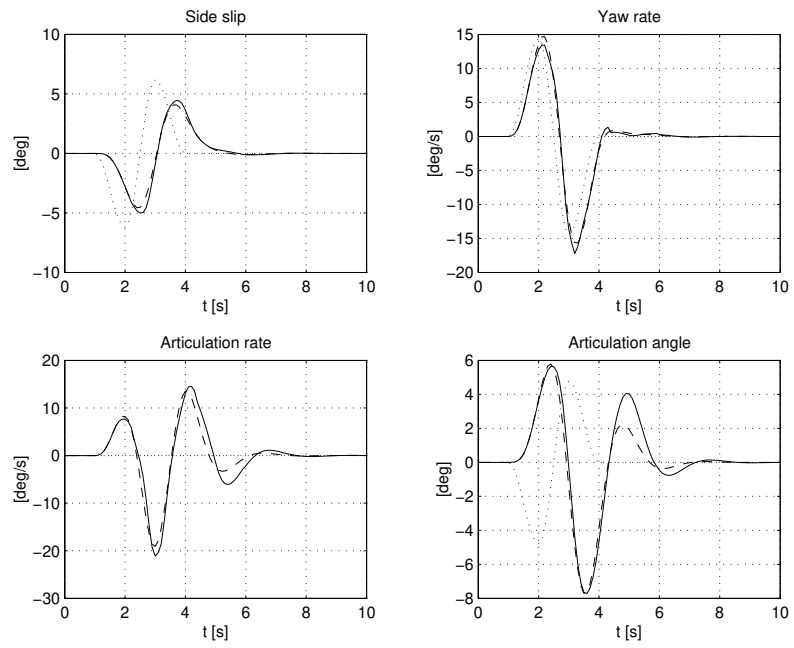 Side slip
10
5
0
−5
−10
[deg]
0 2 4 6 8 10
t [s]
Yaw rate
15
10
5
0
−5
−10
−15
−20
[deg/s]
0 2 4 6 8 10
t [s]
Articulation rate
20
10
0
−10
−20
−30
[deg/s]
0 2 4 6 8 10
t [s]
Articulation angle
6
4
2
0
−2
−4
−6
−8
[deg]
0 2 4 6 8 10
t [s]